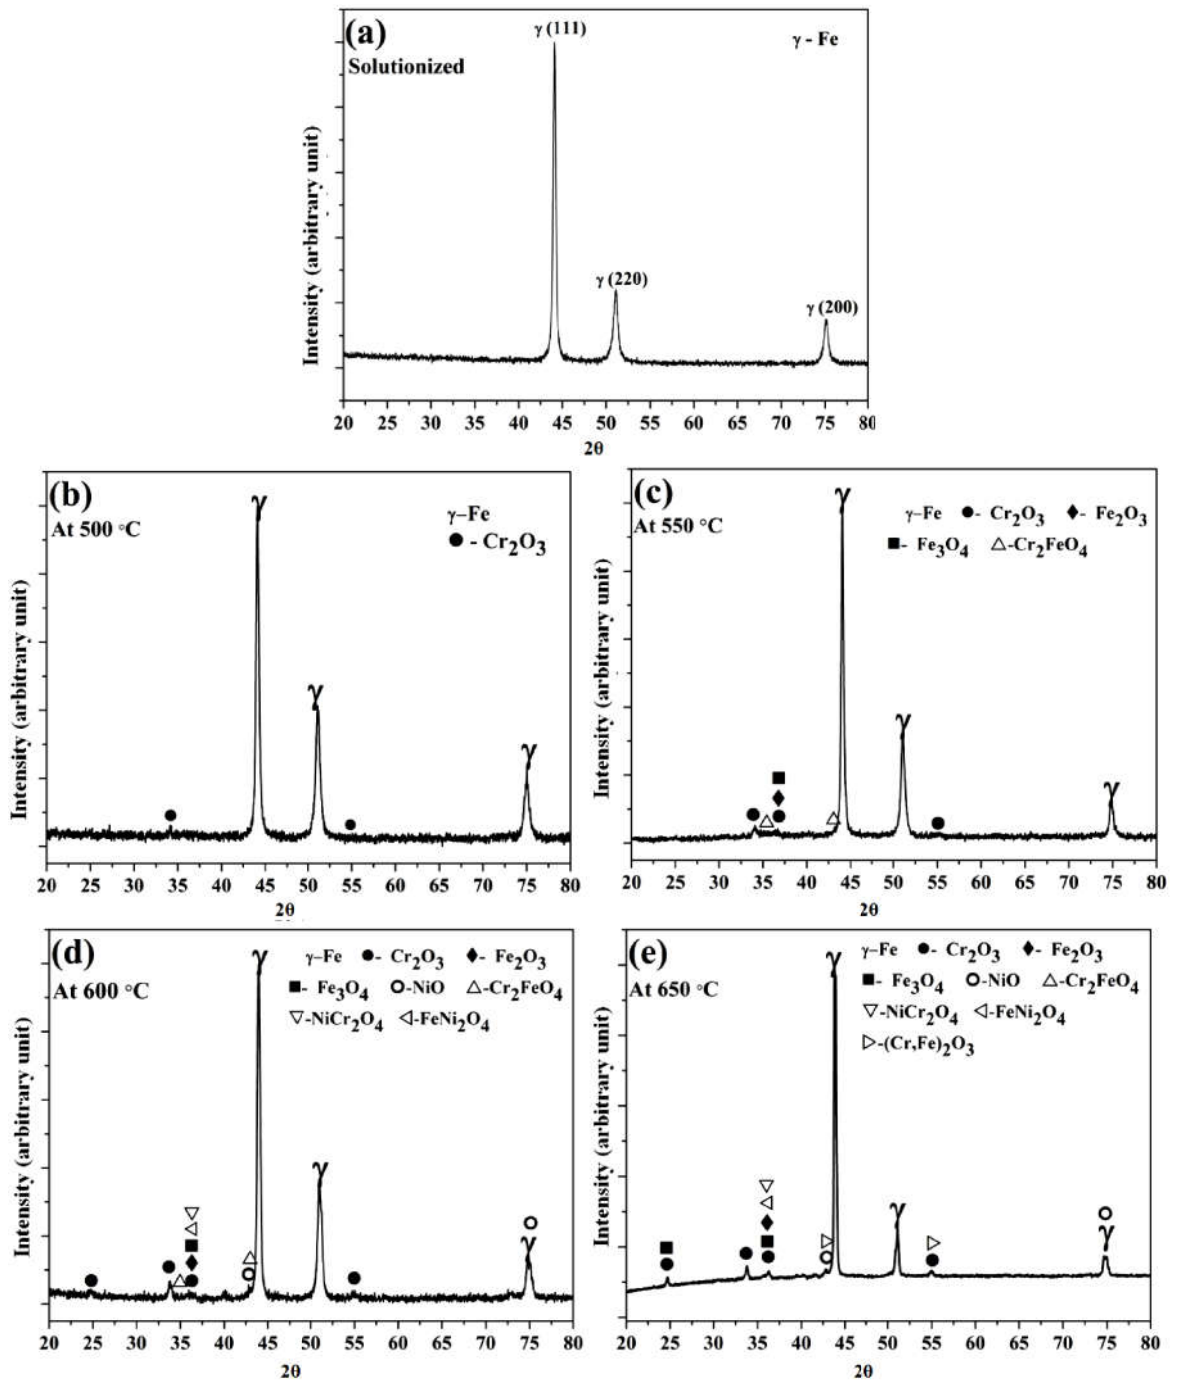 (a)
Solutionized
γ (111)
γ - Fe
γ (220)
γ (200)
Intensity (arbitrary unit)
20 25 30 35 40 45 50 55 60 65 70 75 80
2θ
(b)
At 500 °C
γ
γ–Fe
● - Cr2O3
γ
γ
Intensity (arbitrary unit)
20 25 30 35 40 45 50 55 60 65 70 75 80
2θ
(c)
At 550 °C
γ
γ–Fe ●- Cr2O3 ♦- Fe2O3
■- Fe3O4 △-Cr2FeO4
γ
γ
Intensity (arbitrary unit)
20 25 30 35 40 45 50 55 60 65 70 75 80
2θ
(d)
At 600 °C
γ
γ–Fe ●- Cr2O3 ♦- Fe2O3
■- Fe3O4 O-NiO △-Cr2FeO4
▽-NiCr2O4 ◁-FeNi2O4
γ
γ
Intensity (arbitrary unit)
20 25 30 35 40 45 50 55 60 65 70 75 80
2θ
(e)
At 650 °C
γ
γ–Fe ●- Cr2O3 ♦- Fe2O3
■- Fe3O4 O-NiO △-Cr2FeO4
▽-NiCr2O4 ◁-FeNi2O4
▷-(Cr,Fe)2O3
γ
γ
Intensity (arbitrary unit)
20 25 30 35 40 45 50 55 60 65 70 75 80
2θ